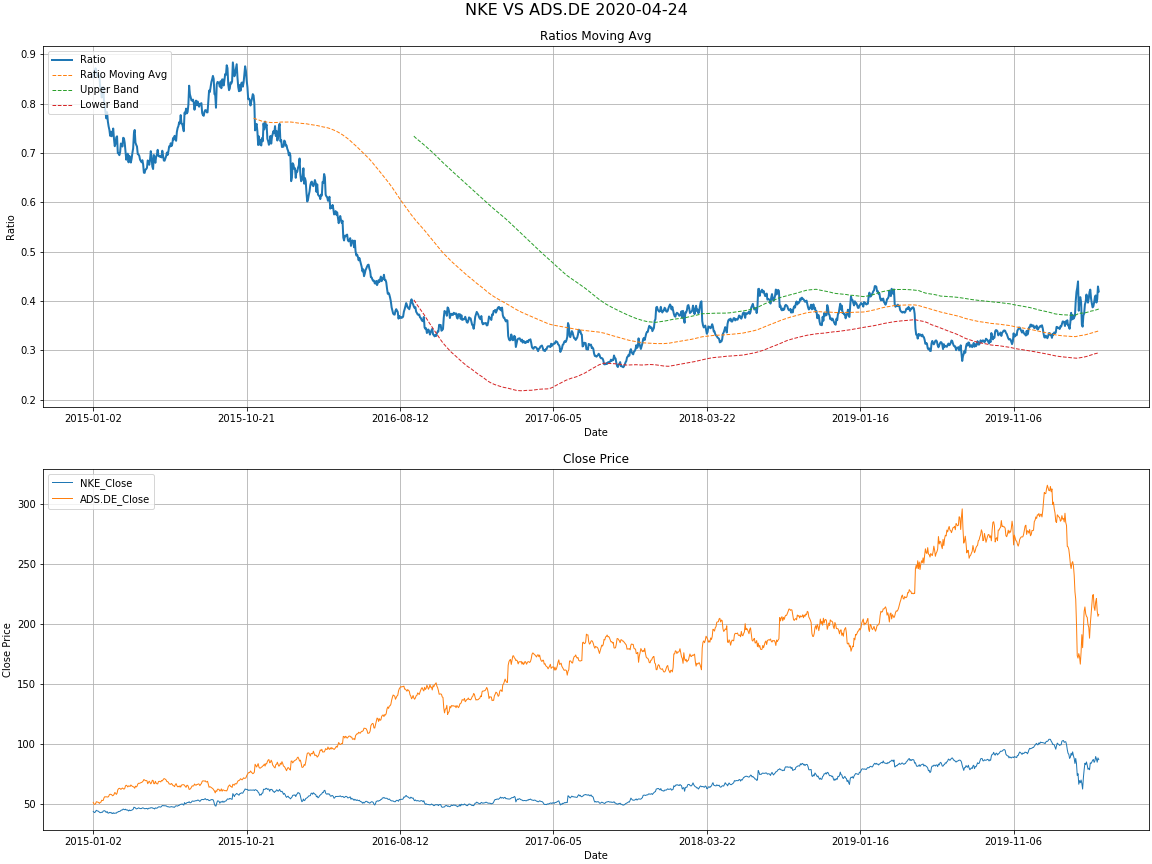 NKE VS ADS.DE 2020-04-24
Ratios Moving Avg
Ratio
Ratio Moving Avg
Upper Band
Lower Band
0.9
0.8
0.7
0.6
0.5
0.4
0.3
0.2
Ratio
2015-01-02 2015-10-21 2016-08-12 2017-06-05 2018-03-22 2019-01-16 2019-11-06
Date
Close Price
NKE_Close
ADS.DE_Close
300
250
200
150
100
50
Close Price
2015-01-02 2015-10-21 2016-08-12 2017-06-05 2018-03-22 2019-01-16 2019-11-06
Date